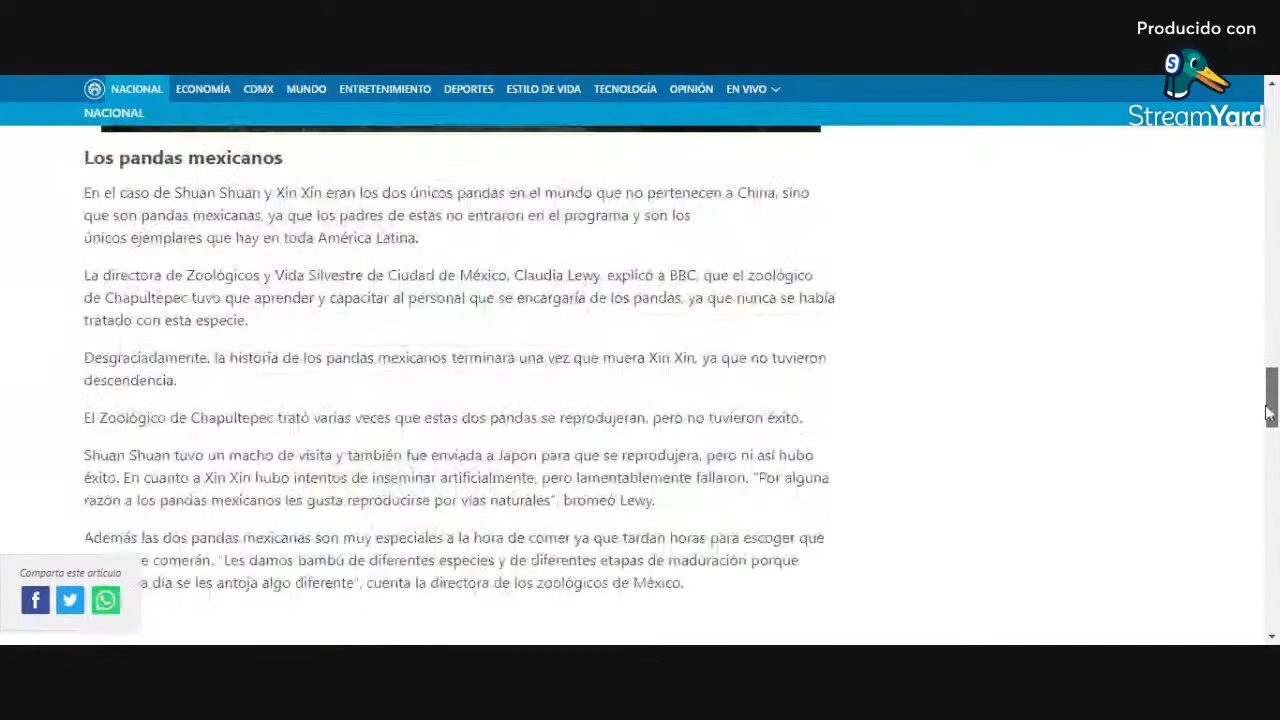 Producido con
StreamYard
NACIONAL ECONOMÍA CDMX MUNDO ENTRETENIMIENTO DEPORTES ESTILO DE VIDA TECNOLOGÍA OPINIÓN EN VIVO
NACIONAL
Los pandas mexicanos
En el caso de Shuan Shuan y Xin Xin eran los dos únicos pandas en el mundo que no pertenecen a China, sino
que son pandas mexicanas, ya que los padres de estas no entraron en el programa y son los
únicos ejemplares que hay en toda América Latina.
La directora de Zoológicos y Vida Silvestre de Ciudad de México, Claudia Lewy, explicó a BBC, que el zoológico
de Chapultepec tuvo que aprender y capacitar al personal que se encargaría de los pandas, ya que nunca se había
tratado con esta especie.
Desgraciadamente, la historia de los pandas mexicanos terminará una vez que muera Xin Xin, ya que no tuvieron
descendencia.
El Zoológico de Chapultepec trató varias veces que estas dos pandas se reprodujeran, pero no tuvieron éxito.
Shuan Shuan tuvo un macho de visita y también fue enviada a Japón para que se reprodujera, pero ni así hubo
éxito. En cuanto a Xin Xin hubo intentos de inseminar artificialmente, pero lamentablemente fallaron. "Por alguna
razón a los pandas mexicanos les gusta reproducirse por vías naturales", bromeó Lewy.
Además las dos pandas mexicanas son muy especiales a la hora de comer ya que tardan horas para escoger que
e comerán. "Les damos bambú de diferentes especies y de diferentes etapas de maduración porque
a día se les antoja algo diferente", cuenta la directora de los zoológicos de México.
Comparta este artículo